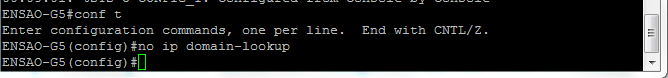 ENSAO-G5#conf t
Enter configuration commands, one per line.  End with CNTL/Z.
ENSAO-G5(config)#no ip domain-lookup
ENSAO-G5(config)#